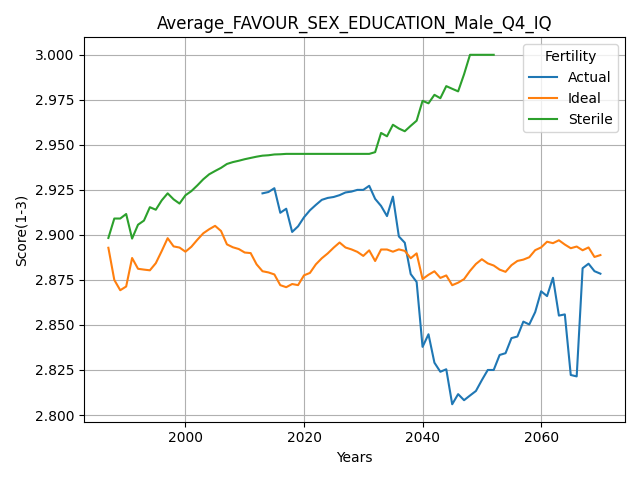 Average_FAVOUR_SEX_EDUCATION_Male_Q4_IQ
Score(1-3)
3.000
2.975
2.950
2.925
2.900
2.875
2.850
2.825
2.800
Fertility
Actual
Ideal
Sterile
2000
2020
2040
2060
Years